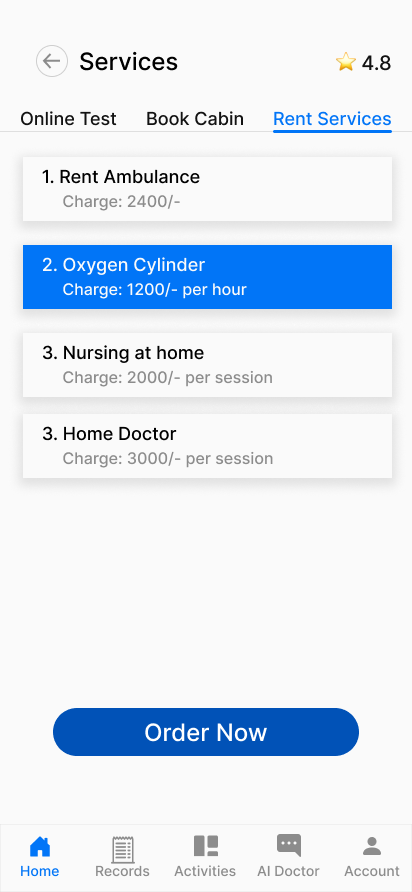 Services
4.8
Online Test Book Cabin Rent Services
1. Rent Ambulance
Charge: 2400/-
2. Oxygen Cylinder
Charge: 1200/- per hour
3. Nursing at home
Charge: 2000/- per session
3. Home Doctor
Charge: 3000/- per session
Order Now
Home Records Activities AI Doctor Account